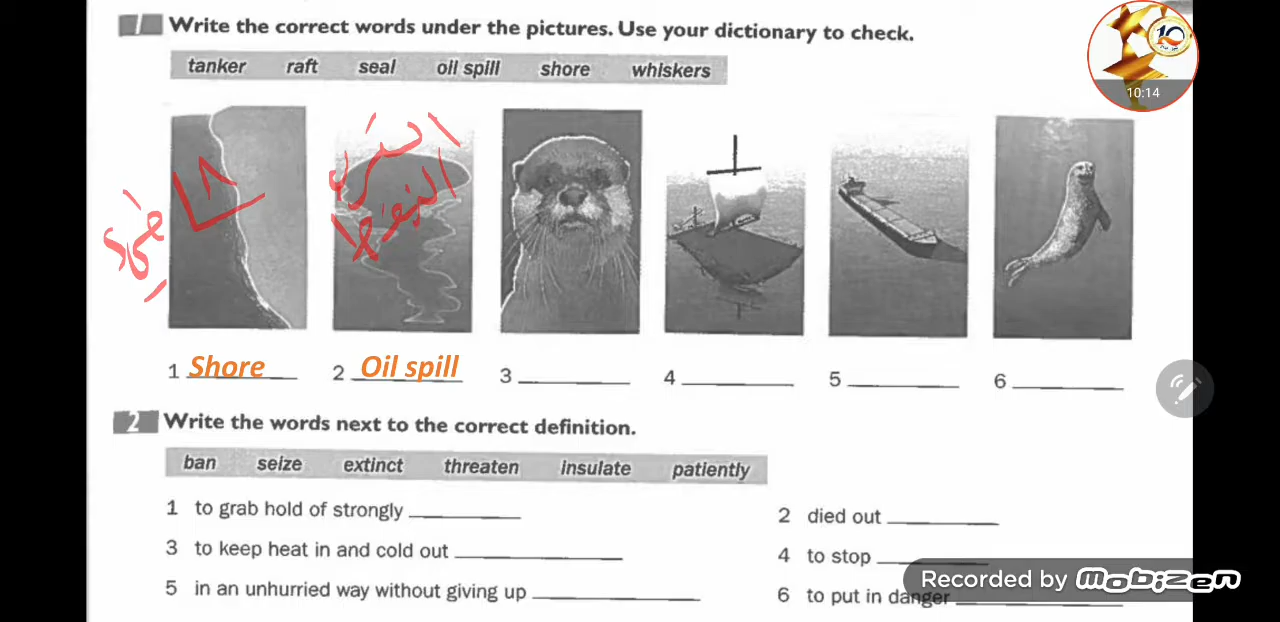 1 Write the correct words under the pictures. Use your dictionary to check.
tanker raft seal oil spill shore whiskers
10
10:14
1 Shore 2 Oil spill 3 4 5 6
2 Write the words next to the correct definition.
ban seize extinct threaten insulate patiently
1 to grab hold of strongly
2 died out
3 to keep heat in and cold out
4 to stop
5 in an unhurried way without giving up
6 to put in danger
Recorded by Mobizen